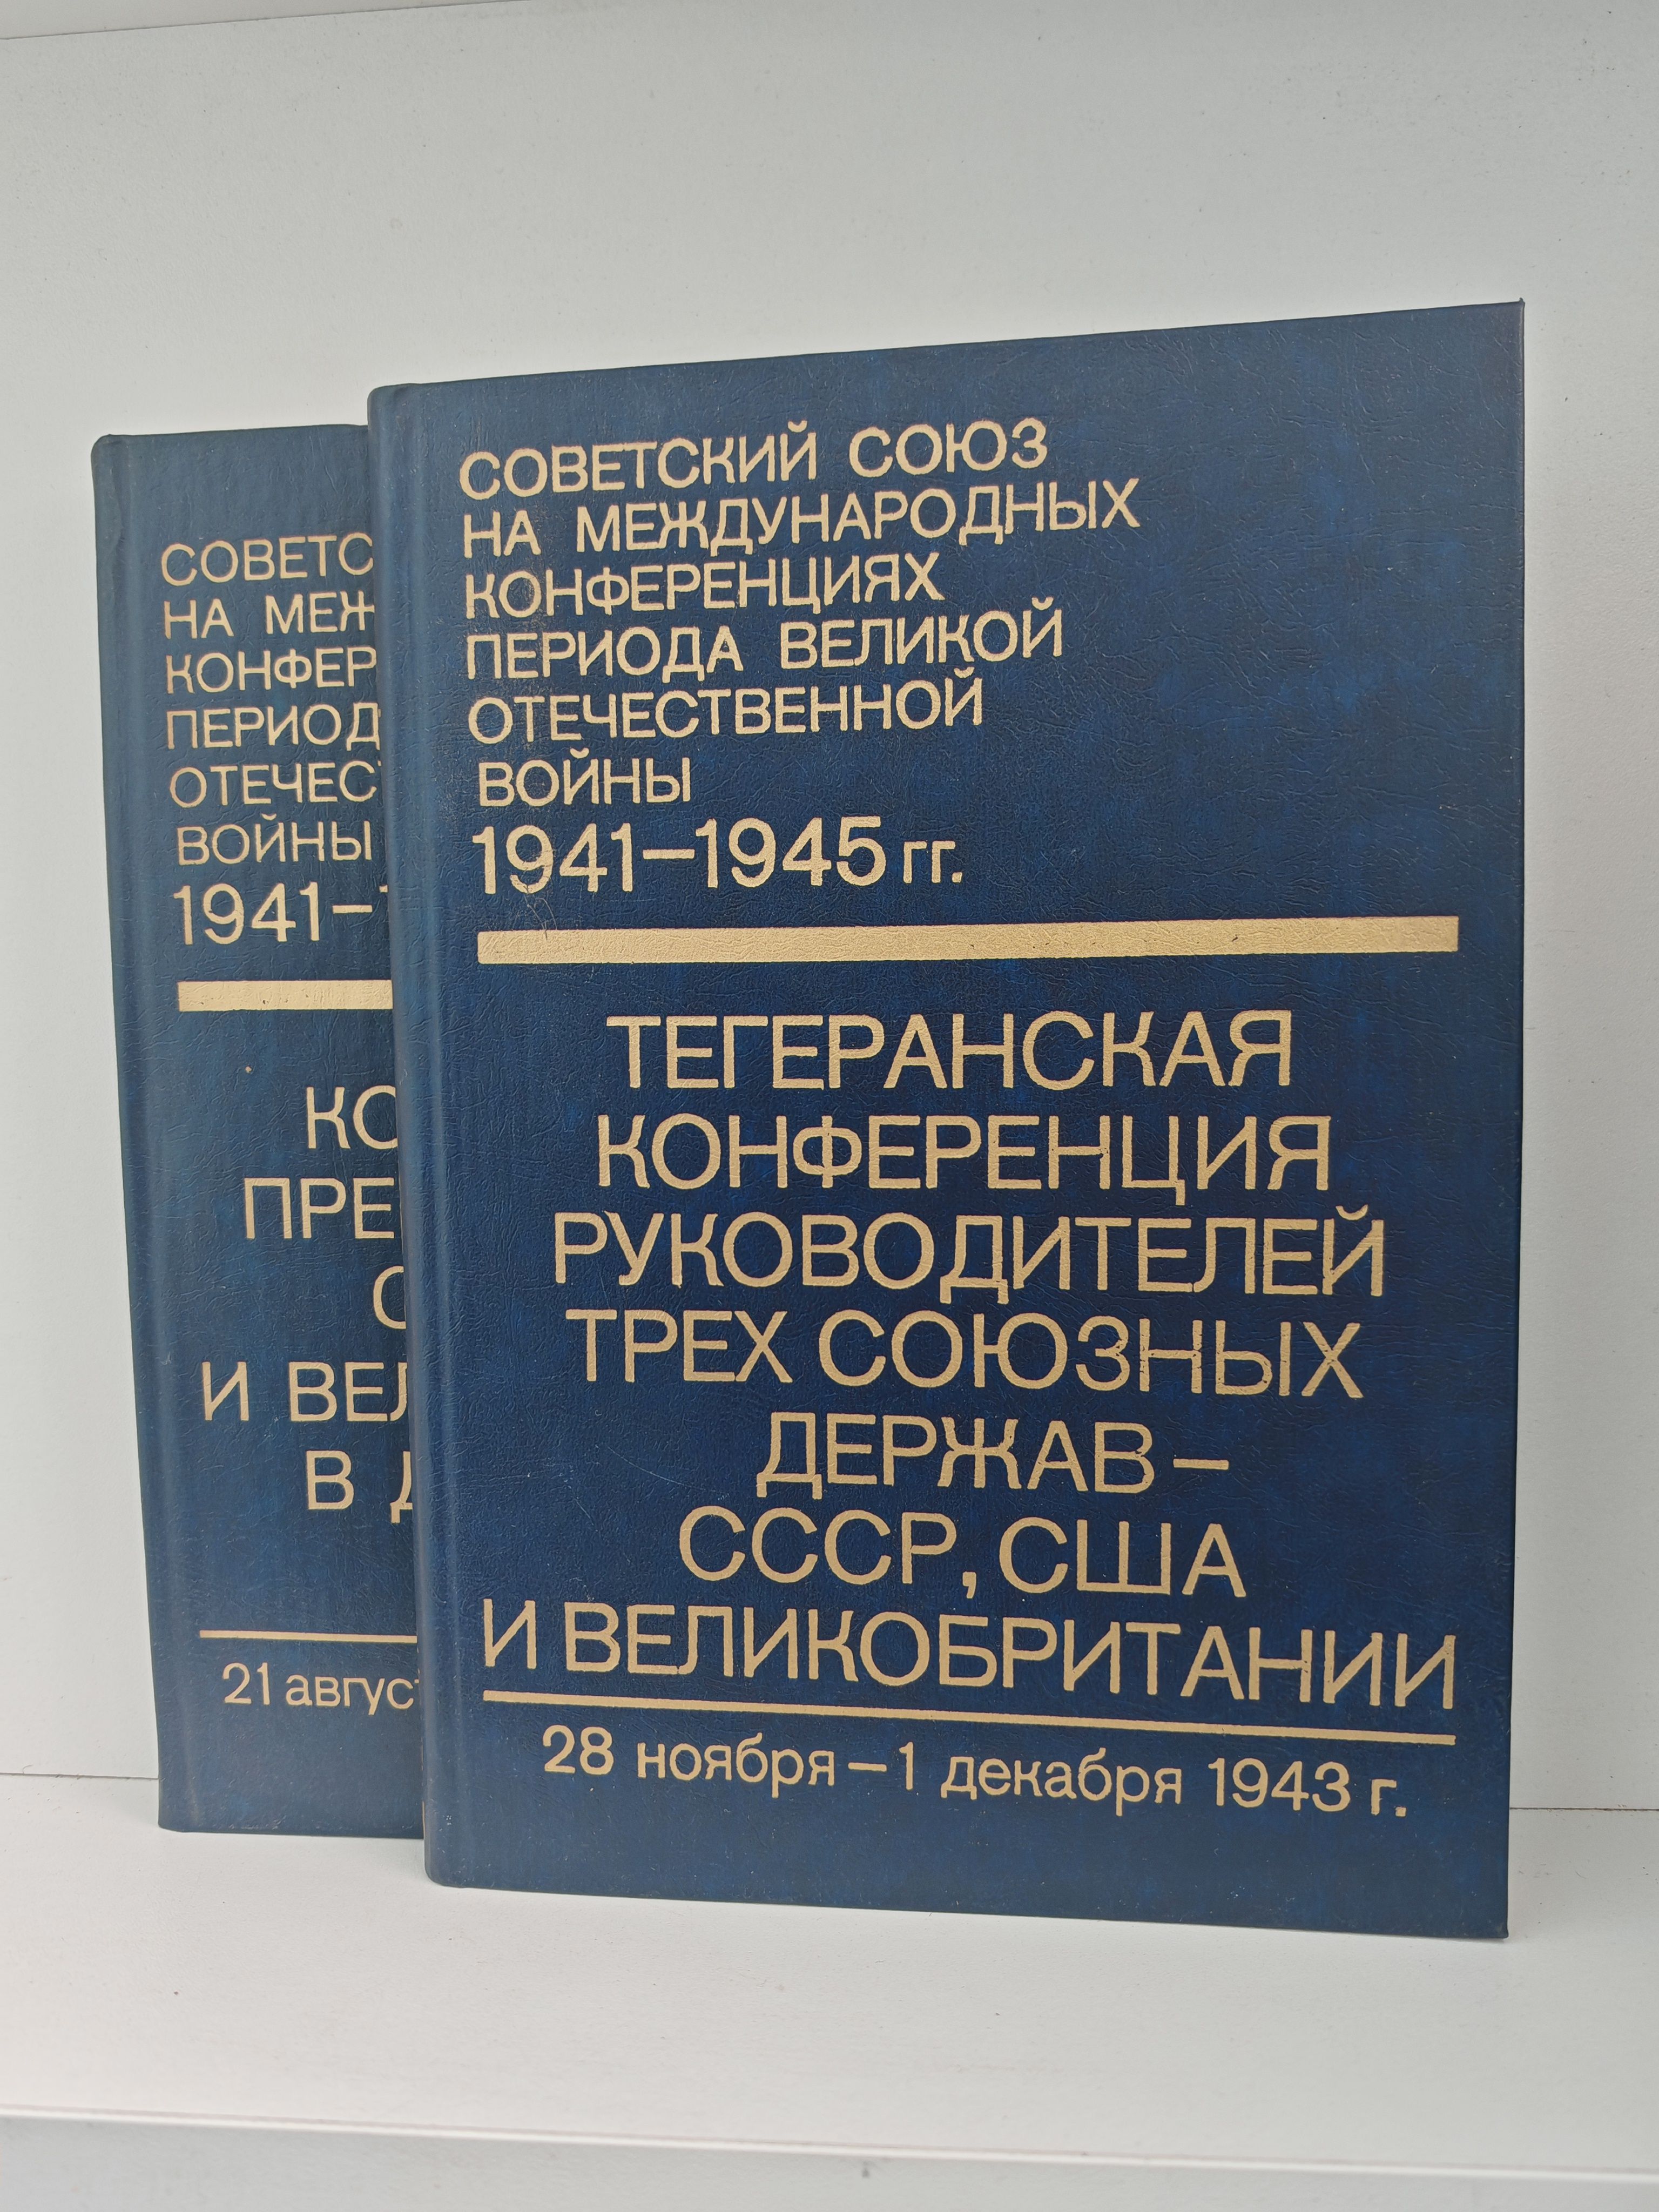 СОВЕТСКИЙ СОЮЗ
НА МЕЖДУНАРОДНЫХ
КОНФЕРЕНЦИЯХ
ПЕРИОДА ВЕЛИКОЙ
ОТЕЧЕСТВЕННОЙ
ВОЙНЫ
1941–1945 гг.
ТЕГЕРАНСКАЯ
КОНФЕРЕНЦИЯ
РУКОВОДИТЕЛЕЙ
ТРЕХ СОЮЗНЫХ
ДЕРЖАВ –
СССР, США
И ВЕЛИКОБРИТАНИИ
28 ноября – 1 декабря 1943 г.
СОВЕТС
НА МЕЖ
КОНФЕР
ПЕРИОД
ОТЕЧЕС
ВОЙНЫ
1941–
КО
ПРЕ
С
И ВЕЛ
В Д
21 август